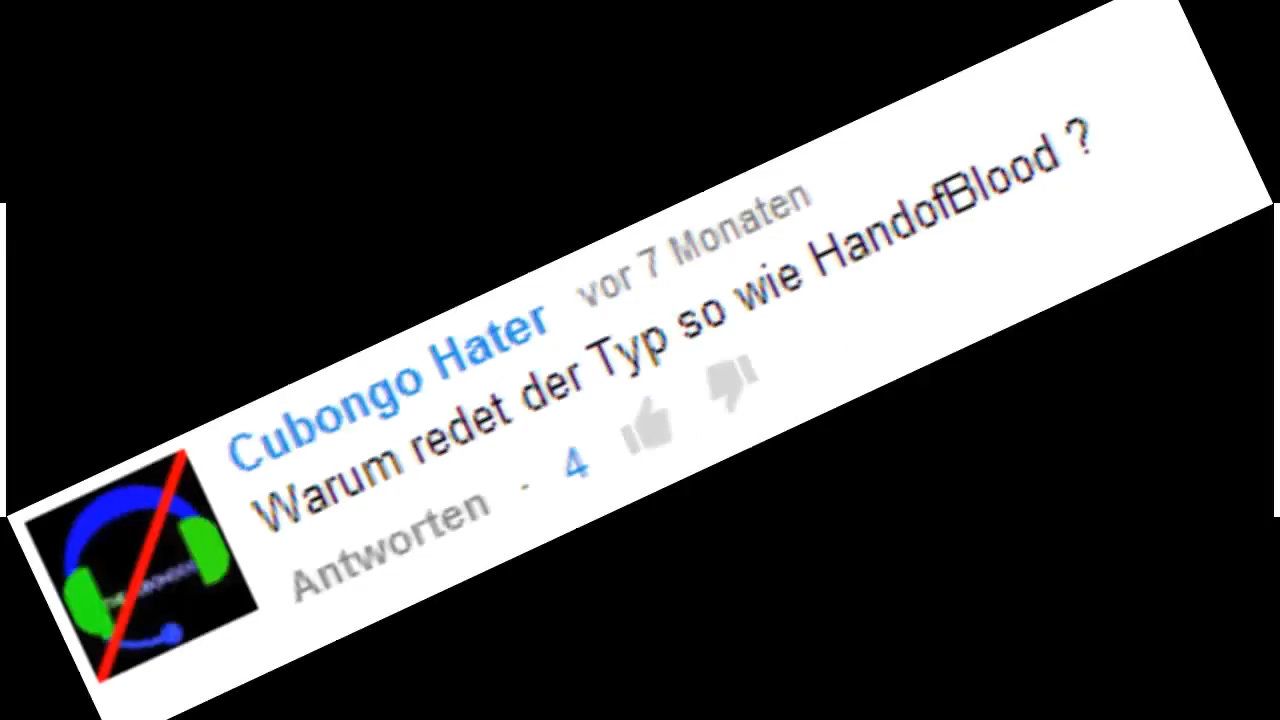 Cubongo Hater vor 7 Monaten
Warum redet der Typ so wie HandofBlood ?
Antworten · 4